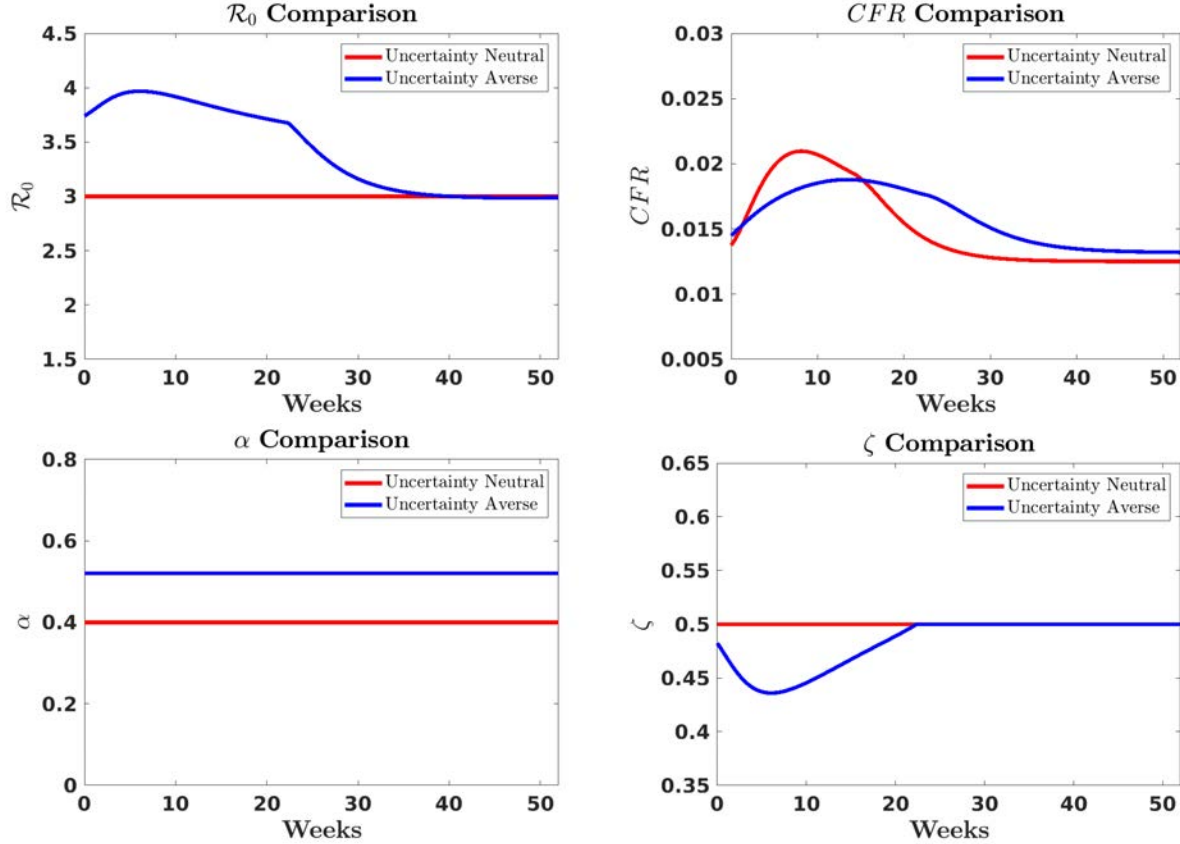 ℛ₀ Comparison
4.5
4
3.5
3
2.5
2
1.5
ℛ₀
0 10 20 30 40 50
Weeks
Uncertainty Neutral
Uncertainty Averse
CFR Comparison
0.03
0.025
0.02
0.015
0.01
0.005
CFR
0 10 20 30 40 50
Weeks
Uncertainty Neutral
Uncertainty Averse
α Comparison
0.8
0.6
0.4
0.2
0
α
0 10 20 30 40 50
Weeks
Uncertainty Neutral
Uncertainty Averse
ζ Comparison
0.65
0.6
0.55
0.5
0.45
0.4
0.35
ζ
0 10 20 30 40 50
Weeks
Uncertainty Neutral
Uncertainty Averse